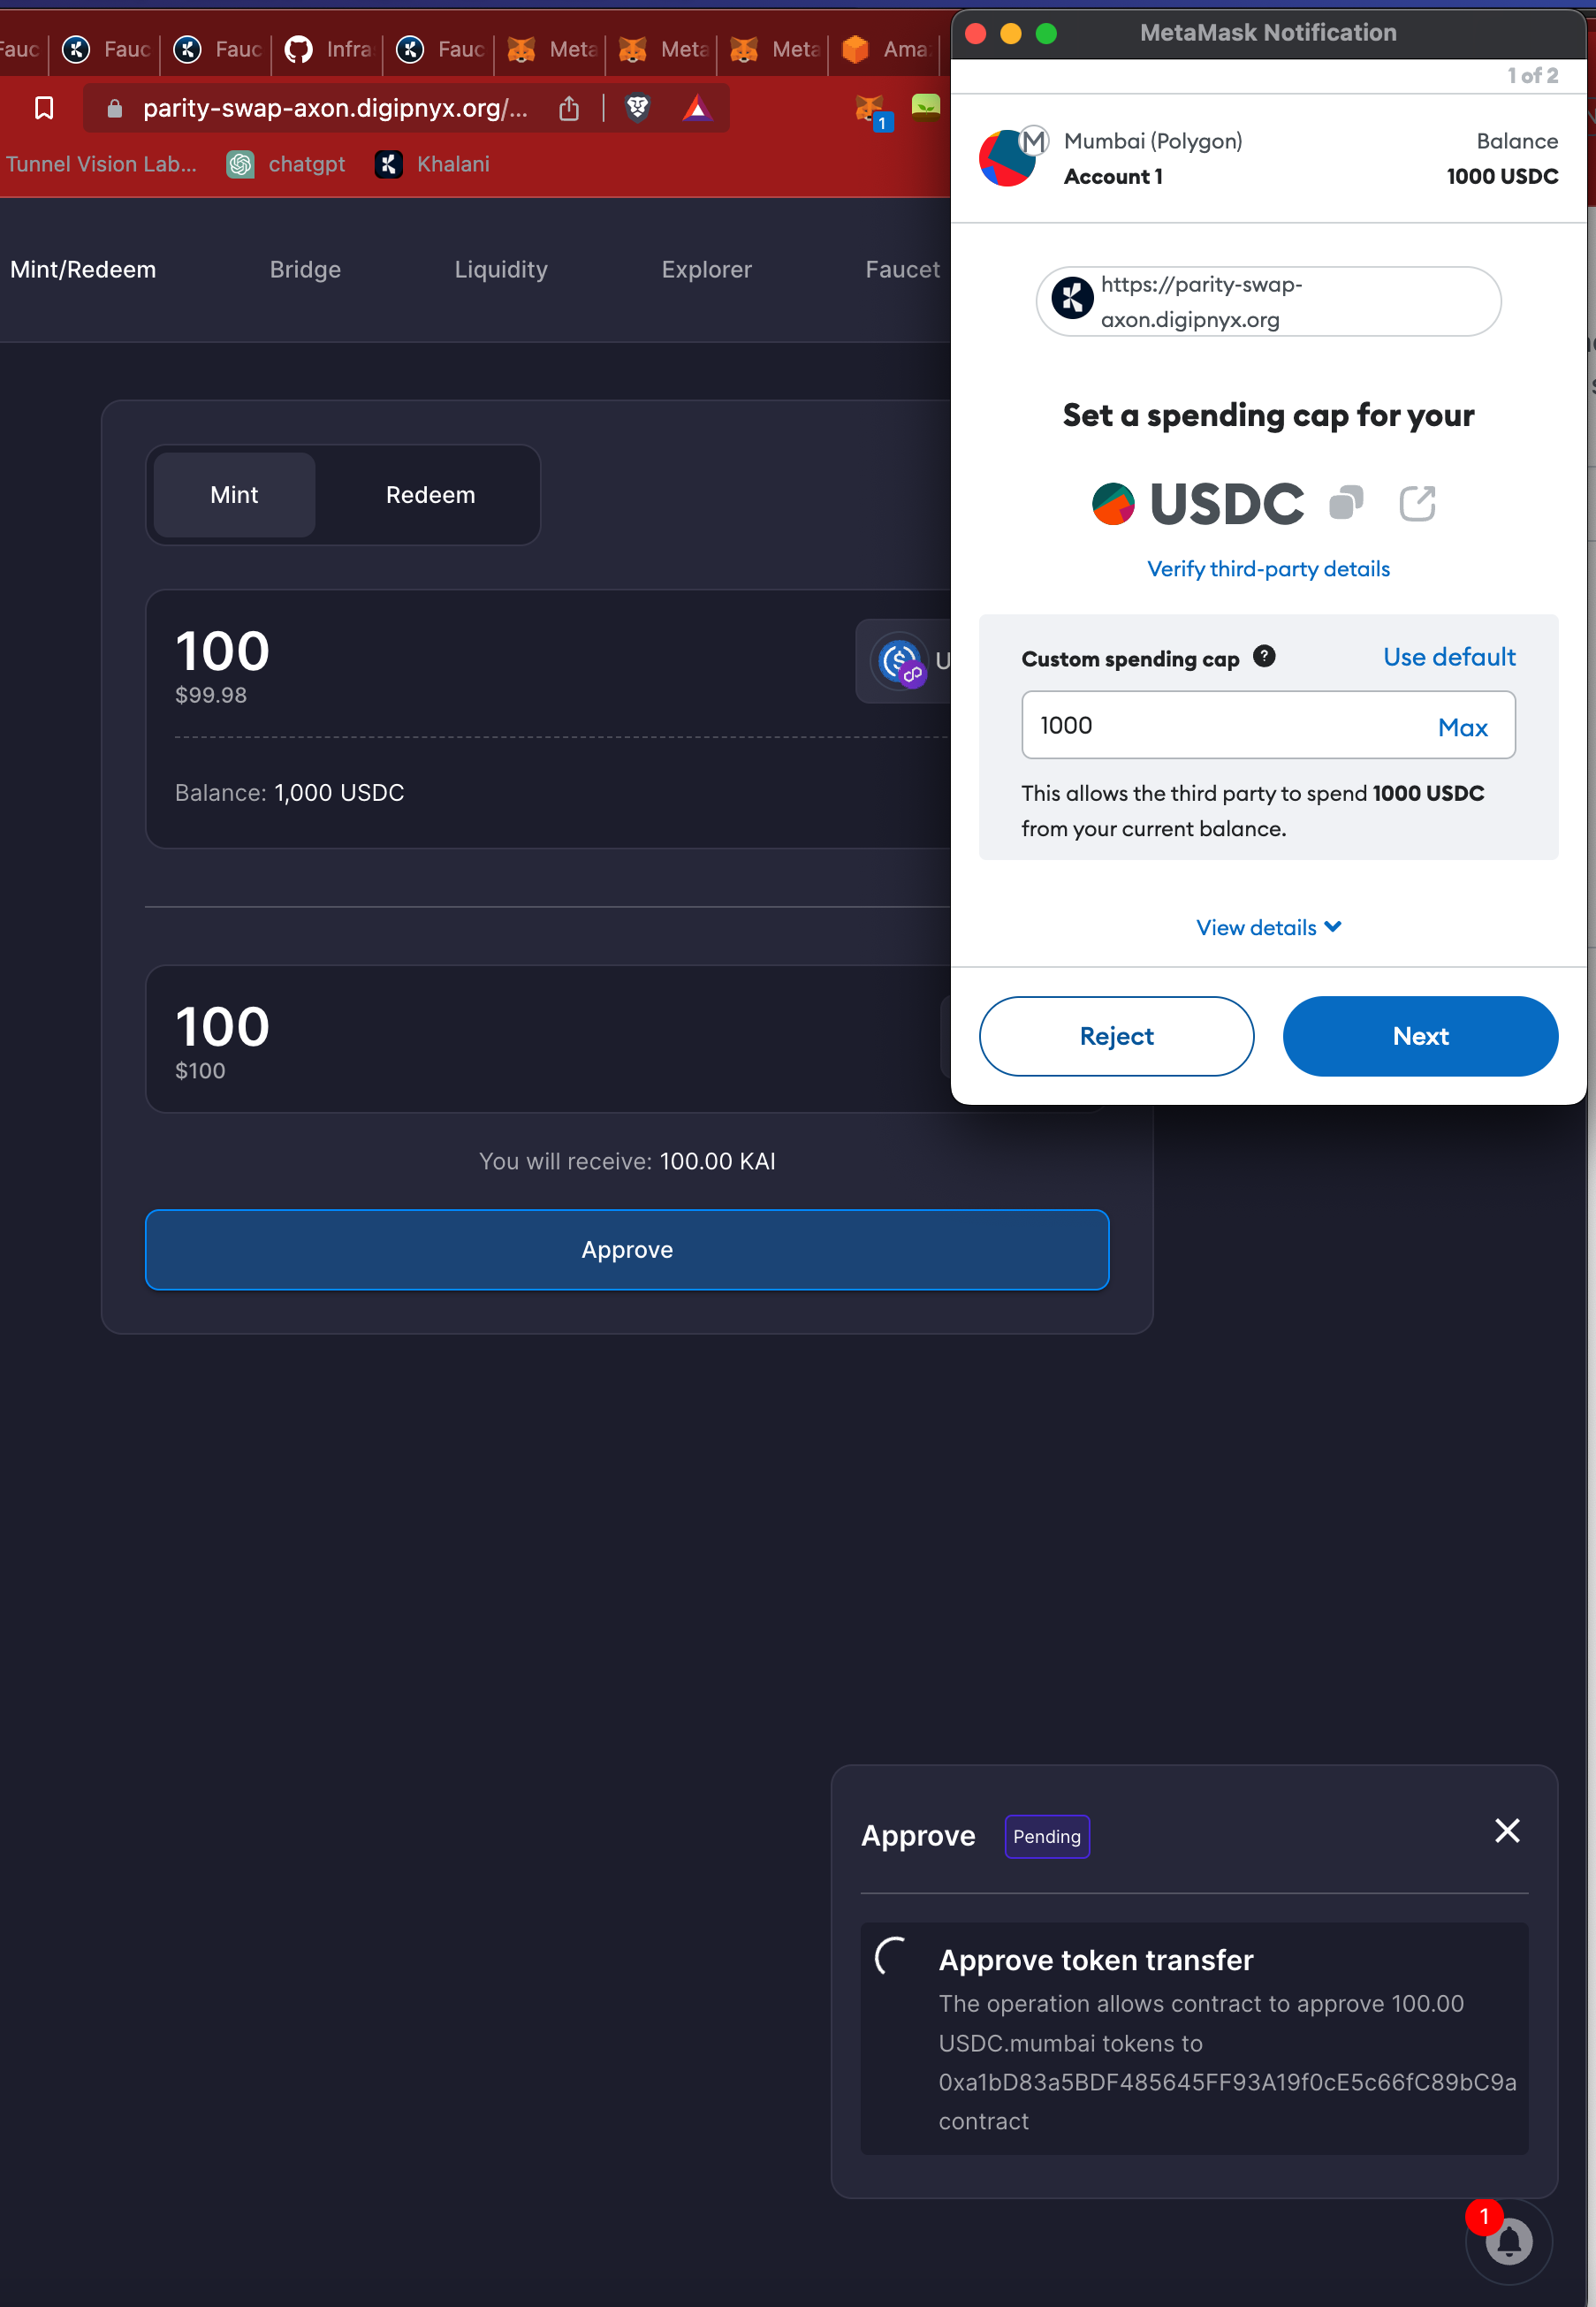 Fauc
Fauc
Fauc
Infra
Fauc
Meta
Meta
Meta
Ama
parity-swap-axon.digipnyx.org/...
1
Tunnel Vision Lab...
chatgpt
Khalani
Mint/Redeem
Bridge
Liquidity
Explorer
Faucet
Mint
Redeem
100
$99.98
U
Balance: 1,000 USDC
100
$100
You will receive: 100.00 KAI
Approve
MetaMask Notification
1 of 2
M
Mumbai (Polygon)
Balance
Account 1
1000 USDC
https://parity-swap-
axon.digipnyx.org
Set a spending cap for your
USDC
Verify third-party details
Custom spending cap
Use default
1000
Max
This allows the third party to spend 1000 USDC
from your current balance.
View details
Reject
Next
Approve
Pending
Approve token transfer
The operation allows contract to approve 100.00
USDC.mumbai tokens to
0xa1bD83a5BDF485645FF93A19f0cE5c66fC89bC9a
contract
1